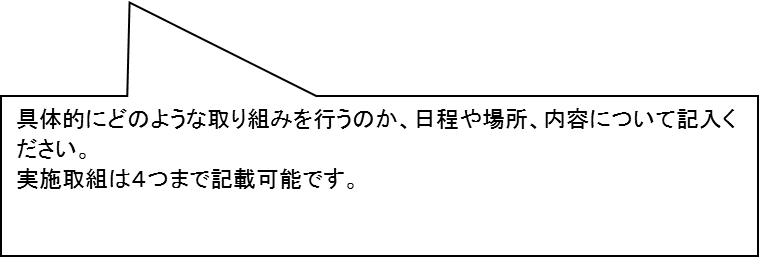 具体的にどのような取り組みを行うのか、日程や場所、内容について記入く
ださい。
実施取組は４つまで記載可能です。